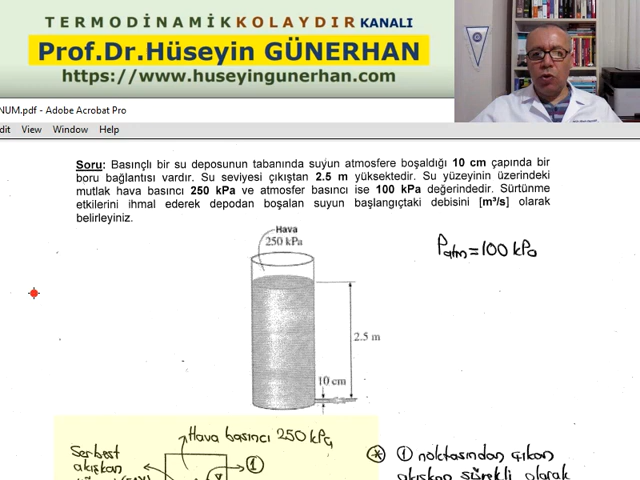 TERMODİNAMİKKOLAYDIR KANALI
Prof.Dr.Hüseyin GÜNERHAN
https://www.huseyingunerhan.com
NUM.pdf - Adobe Acrobat Pro
dit View Window Help
Soru: Basınçlı bir su deposunun tabanında suyun atmosfere boşaldığı 10 cm çapında bir
boru bağlantısı vardır. Su seviyesi çıkıştan 2.5 m yüksektedir. Su yüzeyinin üzerindeki
mutlak hava basıncı 250 kPa ve atmosfer basıncı ise 100 kPa değerindedir. Sürtünme
etkilerini ihmal ederek depodan boşalan suyun başlangıçtaki debisini [m³/s] olarak
belirleyiniz.
Hava
250 kPa
Patm = 100 kPa
2.5 m
10 cm
Hava basıncı 250 kPa
Serbest
akışkan
1
* 1 noktasından çıkan
akışkan sürekli olarak